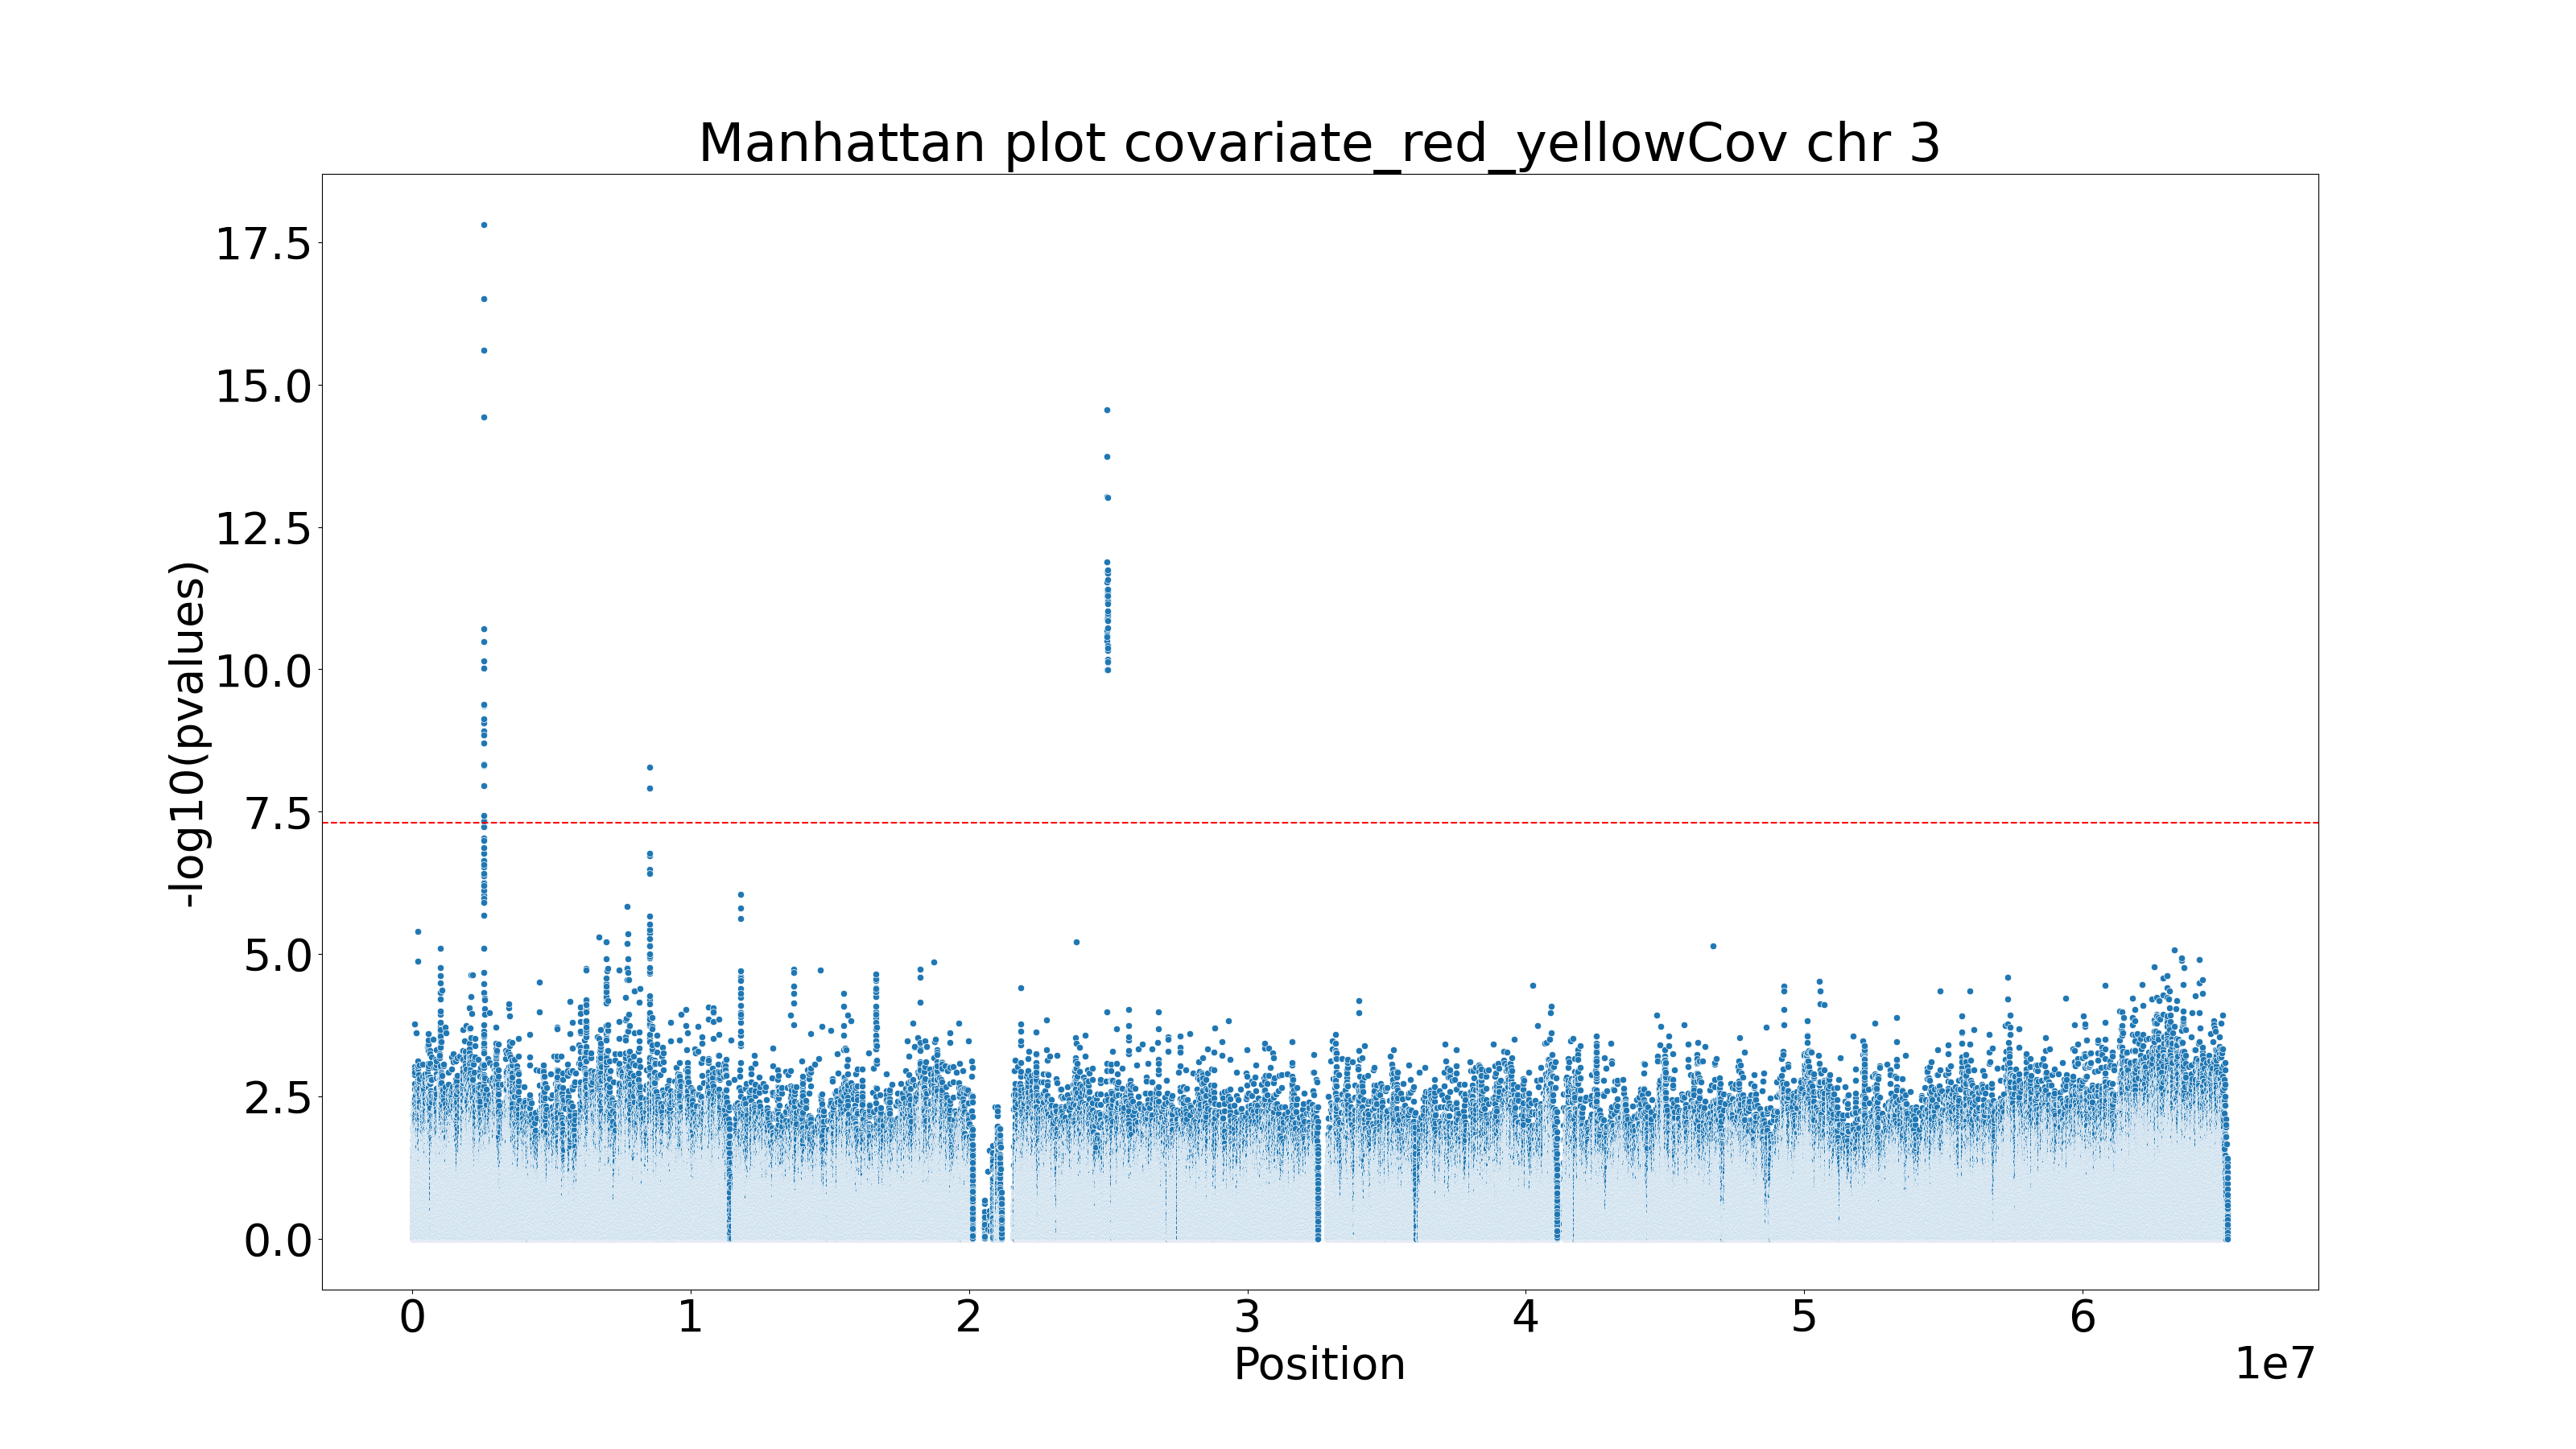 Manhattan plot covariate_red_yellowCov chr 3
-log10(pvalues)
17.5
15.0
12.5
10.0
7.5
5.0
2.5
0.0
0 1 2 3 4 5 6
Position
1e7